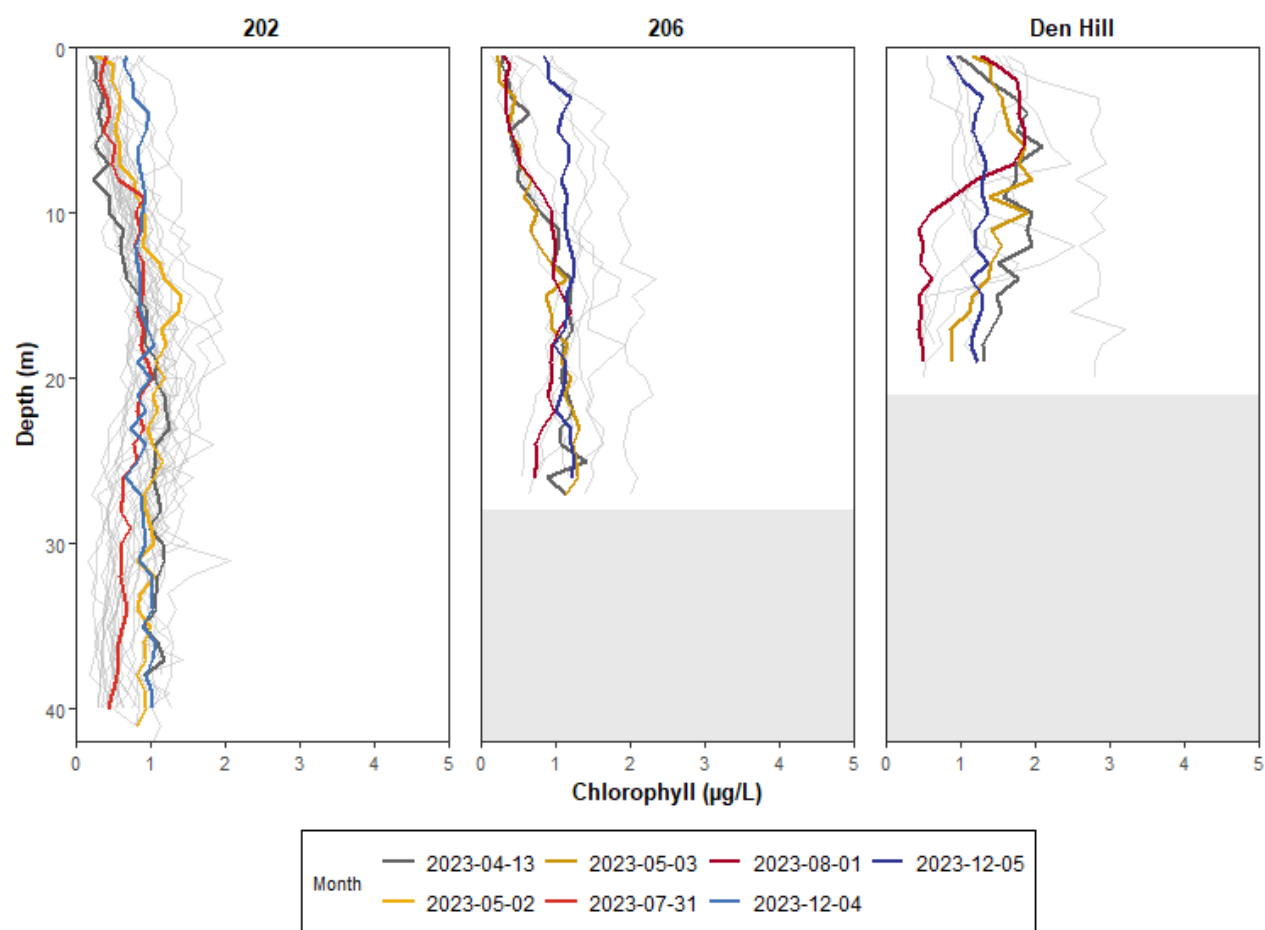 202 206 Den Hill
0
10
20
30
40
Depth (m)
0 1 2 3 4 5 0 1 2 3 4 5 0 1 2 3 4 5
Chlorophyll (µg/L)
Month
2023-04-13 2023-05-03 2023-08-01 2023-12-05
2023-05-02 2023-07-31 2023-12-04